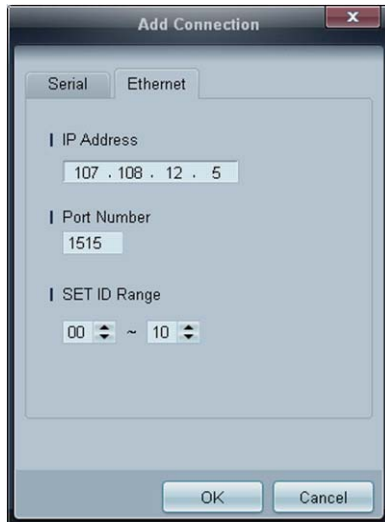 Add Connection
x
Serial Ethernet
IP Address
107 . 108 . 12 . 5
Port Number
1515
SET ID Range
00 ~ 10
OK Cancel